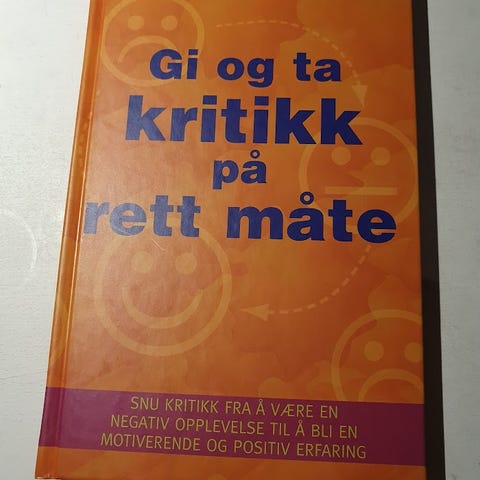 Gi og ta
kritikk
på
rett måte
SNU KRITIKK FRA Å VÆRE EN
NEGATIV OPPLEVELSE TIL Å BLI EN
MOTIVERENDE OG POSITIV ERFARING